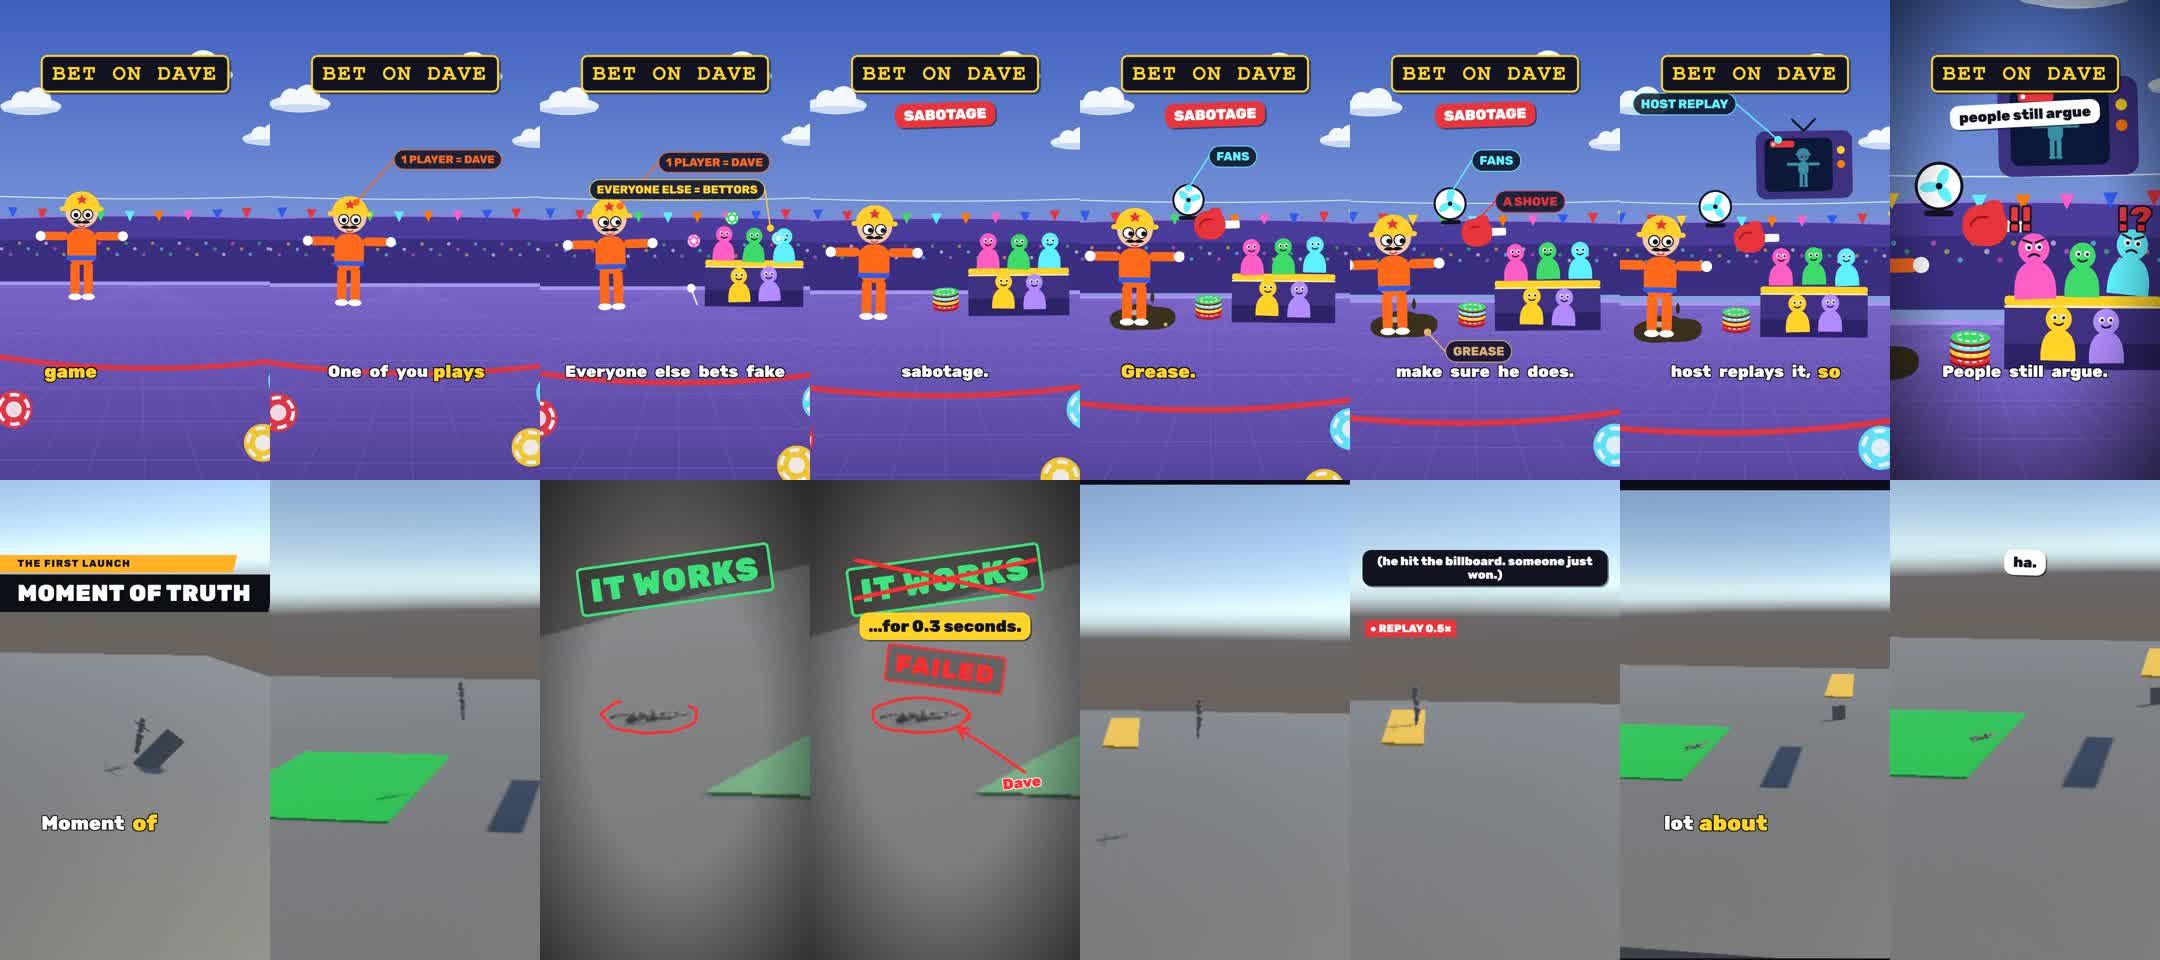 BET ON DAVE
game
BET ON DAVE
1 PLAYER = DAVE
One of you plays
BET ON DAVE
1 PLAYER = DAVE
EVERYONE ELSE = BETTORS
Everyone else bets fake
BET ON DAVE
SABOTAGE
sabotage.
BET ON DAVE
SABOTAGE
FANS
Grease.
BET ON DAVE
SABOTAGE
FANS
A SHOVE
GREASE
make sure he does.
BET ON DAVE
HOST REPLAY
host replays it, so
BET ON DAVE
people still argue
!!
!?
People still argue.
THE FIRST LAUNCH
MOMENT OF TRUTH
Moment of
IT WORKS
IT WORKS
...for 0.3 seconds.
FAILED
Dave
(he hit the billboard. someone just
won.)
• REPLAY 0.5×
lot about
ha.